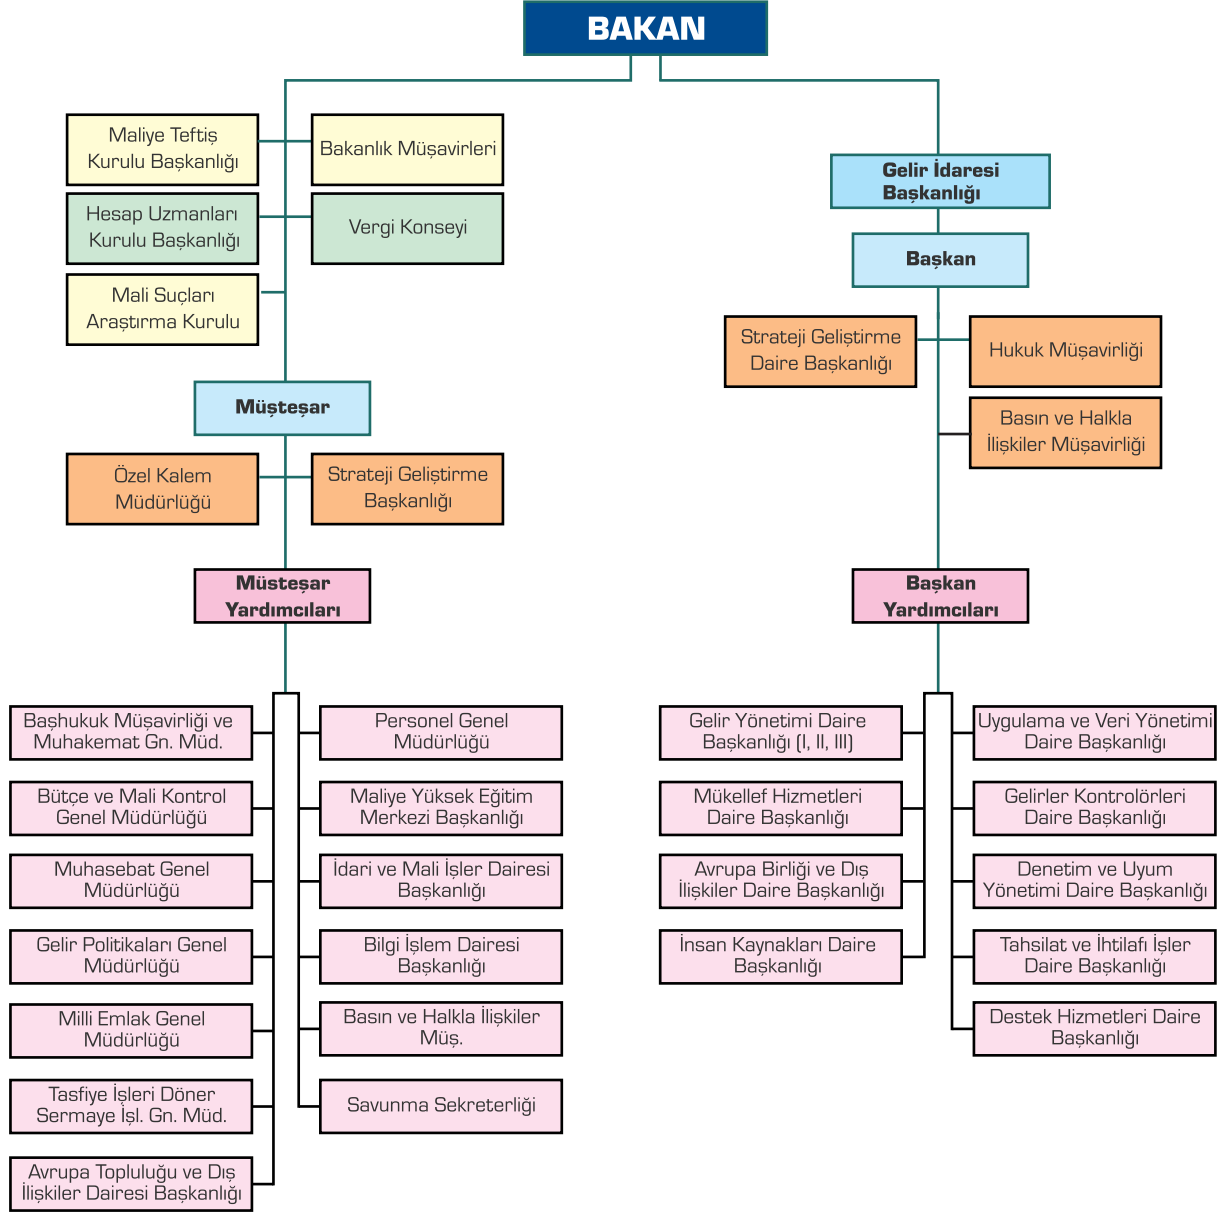 BAKAN
Maliye Teftiş
Kurulu Başkanlığı
Bakanlık Müşavirleri
Hesap Uzmanları
Kurulu Başkanlığı
Vergi Konseyi
Mali Suçları
Araştırma Kurulu
Müşteşar
Özel Kalem
Müdürlüğü
Strateji Geliştirme
Başkanlığı
Müsteşar
Yardımcıları
Başhukuk Müşavirliği ve
Muhakemat Gn. Müd.
Bütçe ve Mali Kontrol
Genel Müdürlüğü
Muhasebat Genel
Müdürlüğü
Gelir Politikaları Genel
Müdürlüğü
Milli Emlak Genel
Müdürlüğü
Tasfiye İşleri Döner
Sermaye İşl. Gn. Müd.
Avrupa Topluluğu ve Dış
İlişkiler Dairesi Başkanlığı
Personel Genel
Müdürlüğü
Maliye Yüksek Eğitim
Merkezi Başkanlığı
İdari ve Mali İşler Dairesi
Başkanlığı
Bilgi İşlem Dairesi
Başkanlığı
Basın ve Halkla İlişkiler
Müş.
Savunma Sekreterliği
Gelir İdaresi
Başkanlığı
Başkan
Strateji Geliştirme
Daire Başkanlığı
Hukuk Müşavirliği
Basın ve Halkla
İlişkiler Müşavirliği
Başkan
Yardımcıları
Gelir Yönetimi Daire
Başkanlığı (I, II, III)
Mükellef Hizmetleri
Daire Başkanlığı
Avrupa Birliği ve Dış
İlişkiler Daire Başkanlığı
İnsan Kaynakları Daire
Başkanlığı
Uygulama ve Veri Yönetimi
Daire Başkanlığı
Gelirler Kontrolörleri
Daire Başkanlığı
Denetim ve Uyum
Yönetimi Daire Başkanlığı
Tahsilat ve İhtilafı İşler
Daire Başkanlığı
Destek Hizmetleri Daire
Başkanlığı